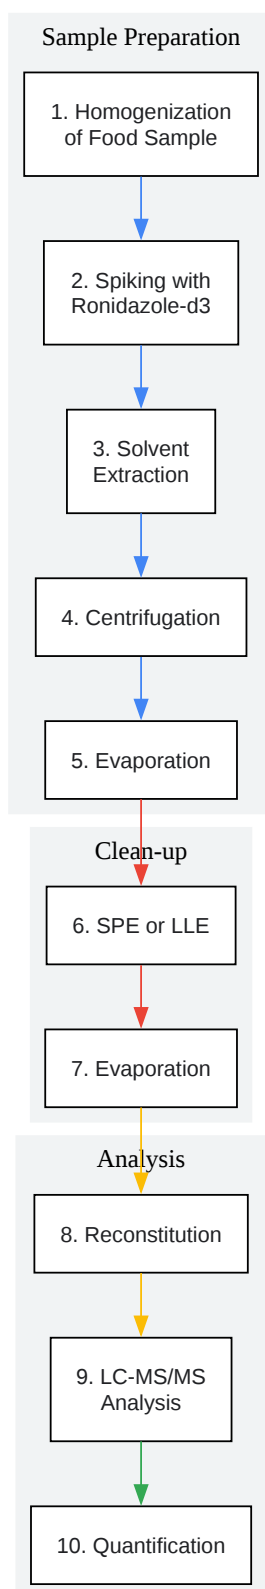 Sample Preparation
1. Homogenization
of Food Sample
2. Spiking with
Ronidazole-d3
3. Solvent
Extraction
4. Centrifugation
5. Evaporation
Clean-up
6. SPE or LLE
7. Evaporation
Analysis
8. Reconstitution
9. LC-MS/MS
Analysis
10. Quantification